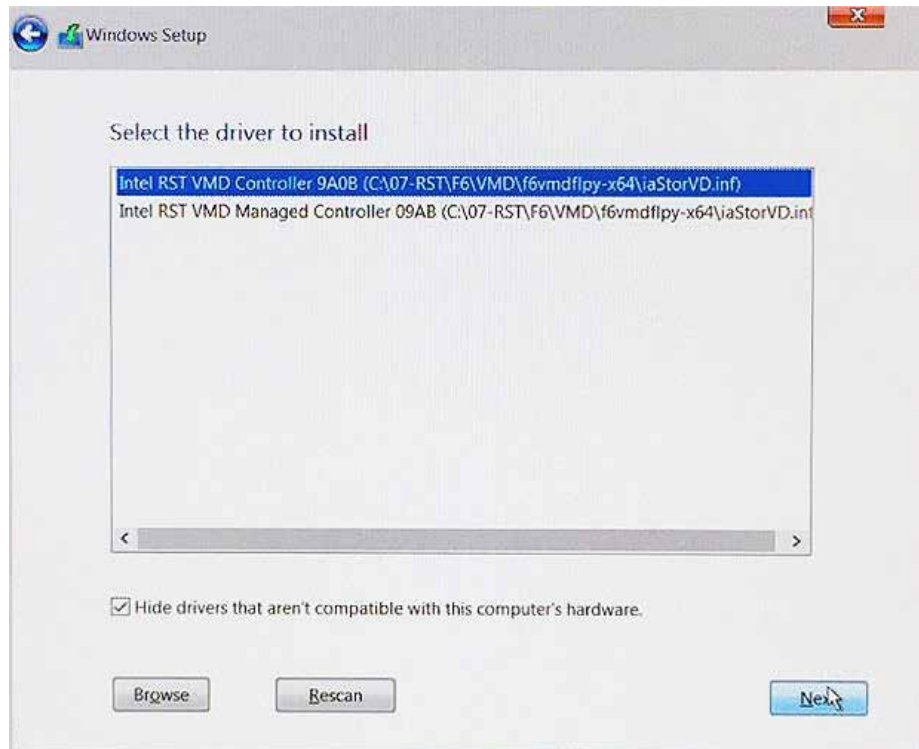 Windows Setup
Select the driver to install
Intel RST VMD Controller 9A0B (C:\07-RST\F6\VMD\f6vmdflpy-x64\iaStorVD.inf)
Intel RST VMD Managed Controller 09AB (C:\07-RST\F6\VMD\f6vmdflpy-x64\iaStorVD.inf
Hide drivers that aren't compatible with this computer's hardware.
Browse
Rescan
Next